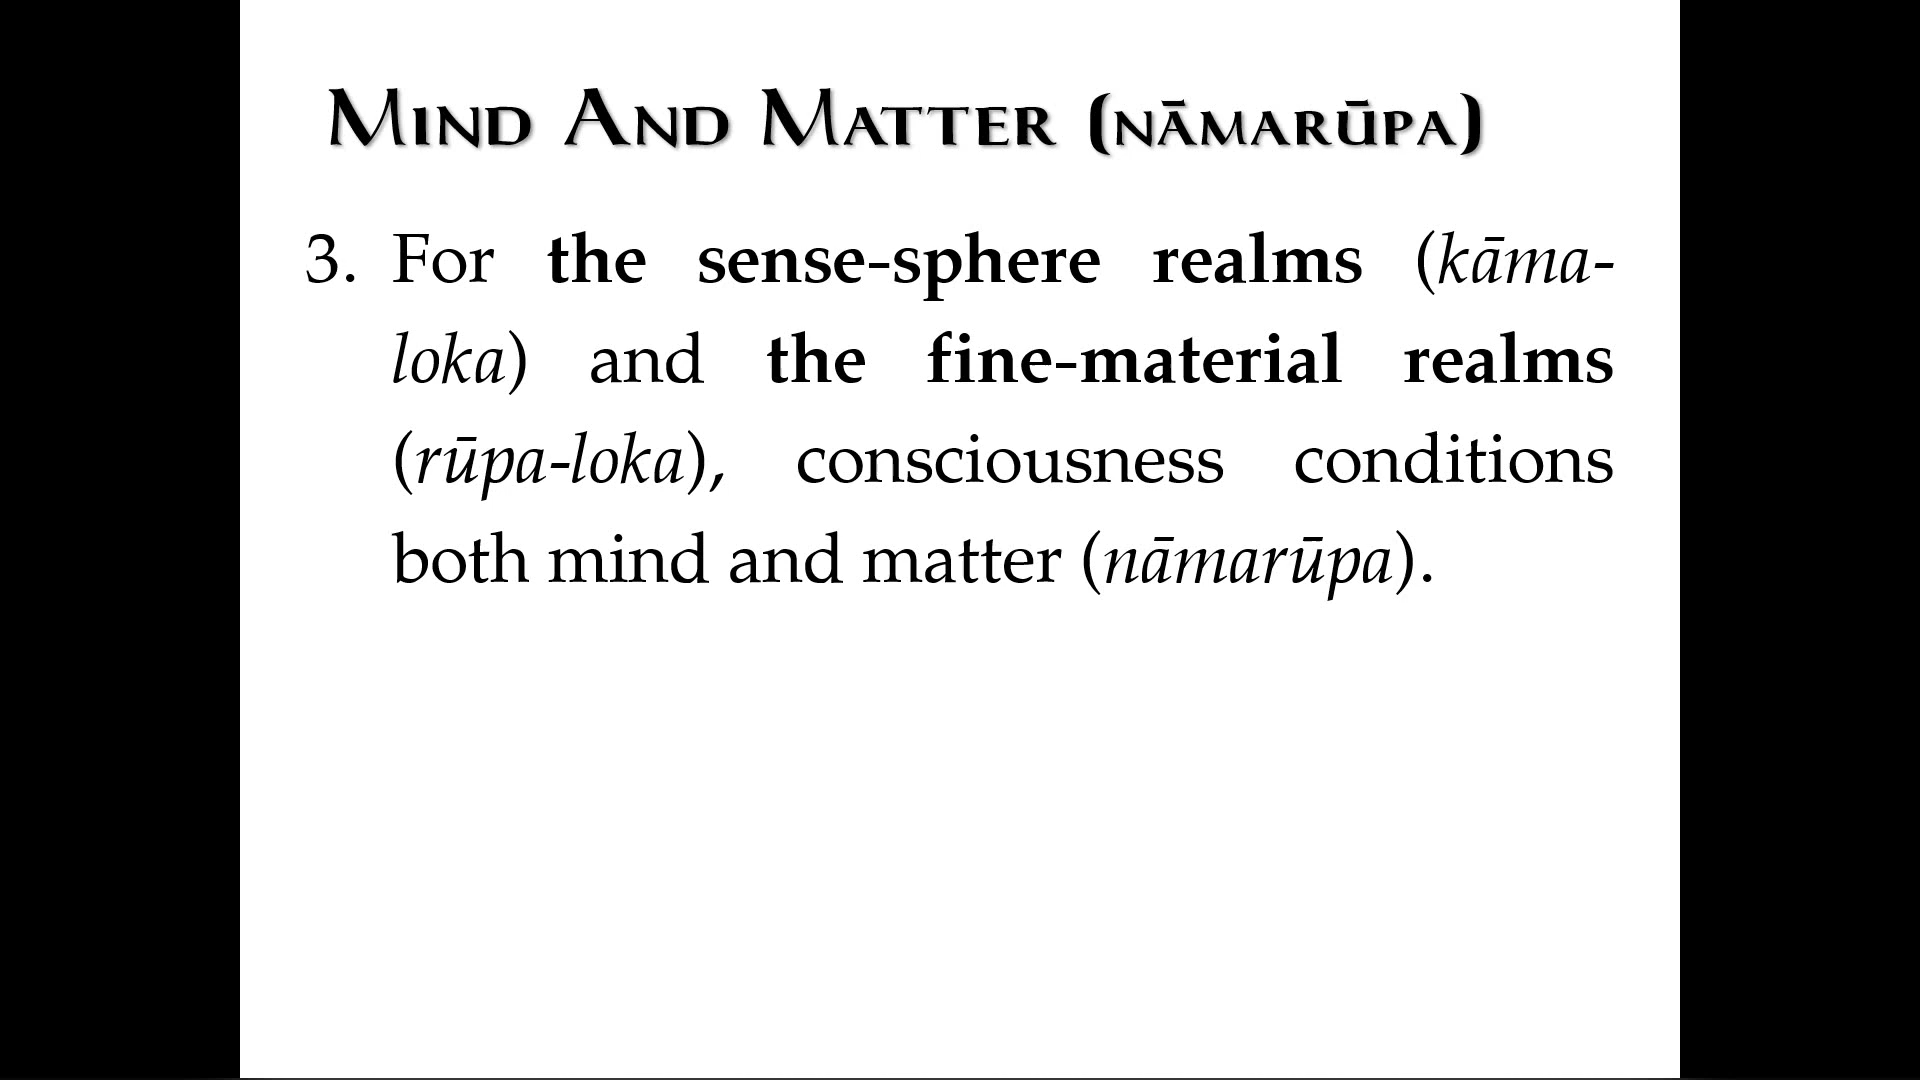 Mind And Matter (nāmarūpa)
3. For the sense-sphere realms (kāma-
loka) and the fine-material realms
(rūpa-loka), consciousness conditions
both mind and matter (nāmarūpa).